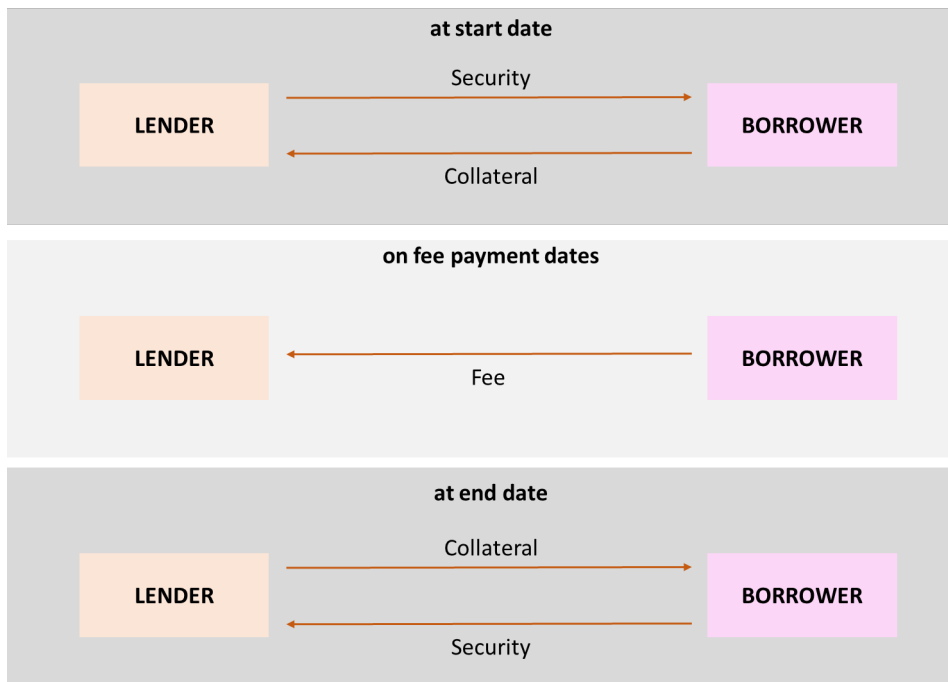 at start date
Security
LENDER
BORROWER
Collateral
on fee payment dates
LENDER
BORROWER
Fee
at end date
Collateral
LENDER
BORROWER
Security